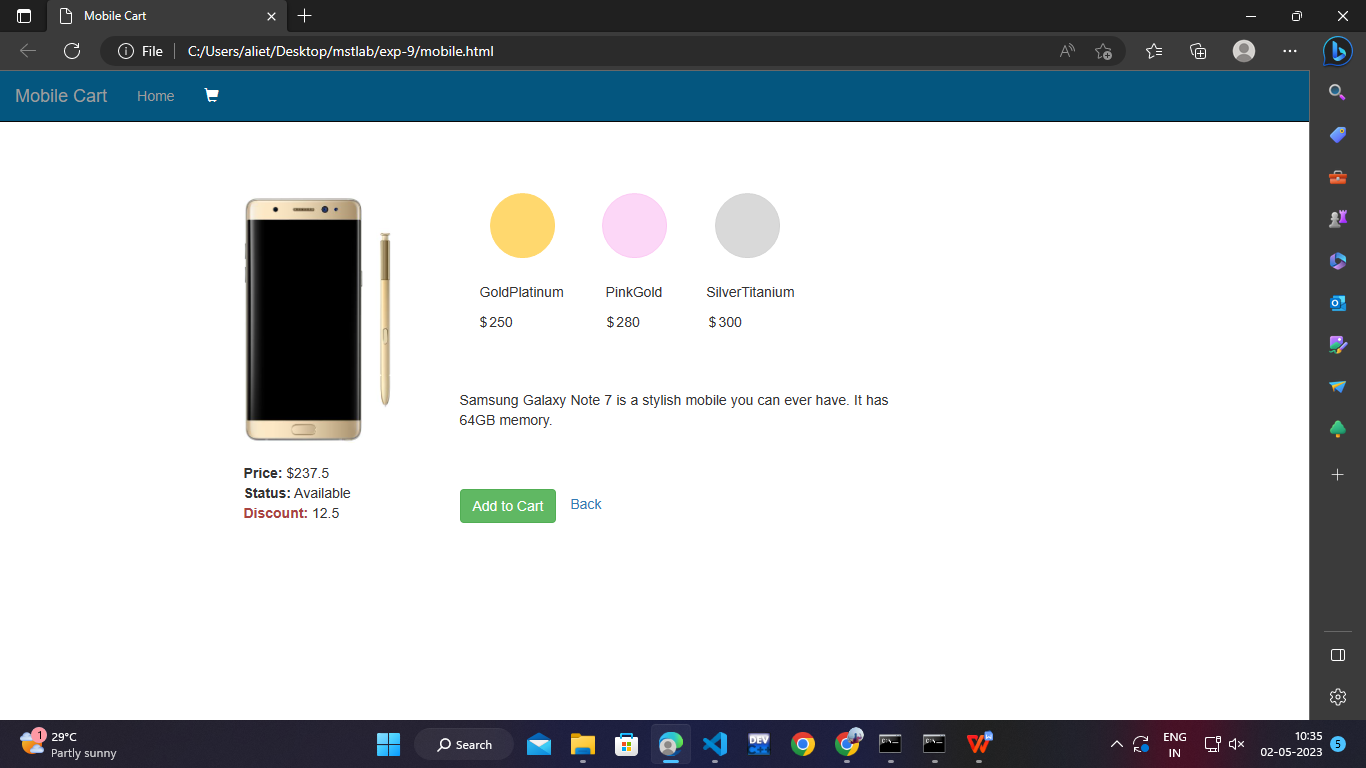 Mobile Cart
File
C:/Users/aliet/Desktop/mstlab/exp-9/mobile.html
Mobile Cart
Home
GoldPlatinum
PinkGold
SilverTitanium
$ 250
$ 280
$ 300
Samsung Galaxy Note 7 is a stylish mobile you can ever have. It has
64GB memory.
Price: $237.5
Status: Available
Discount: 12.5
Add to Cart
Back
1
29°C
Partly sunny
Search
DEV
C++
ENG
IN
10:35
02-05-2023
5